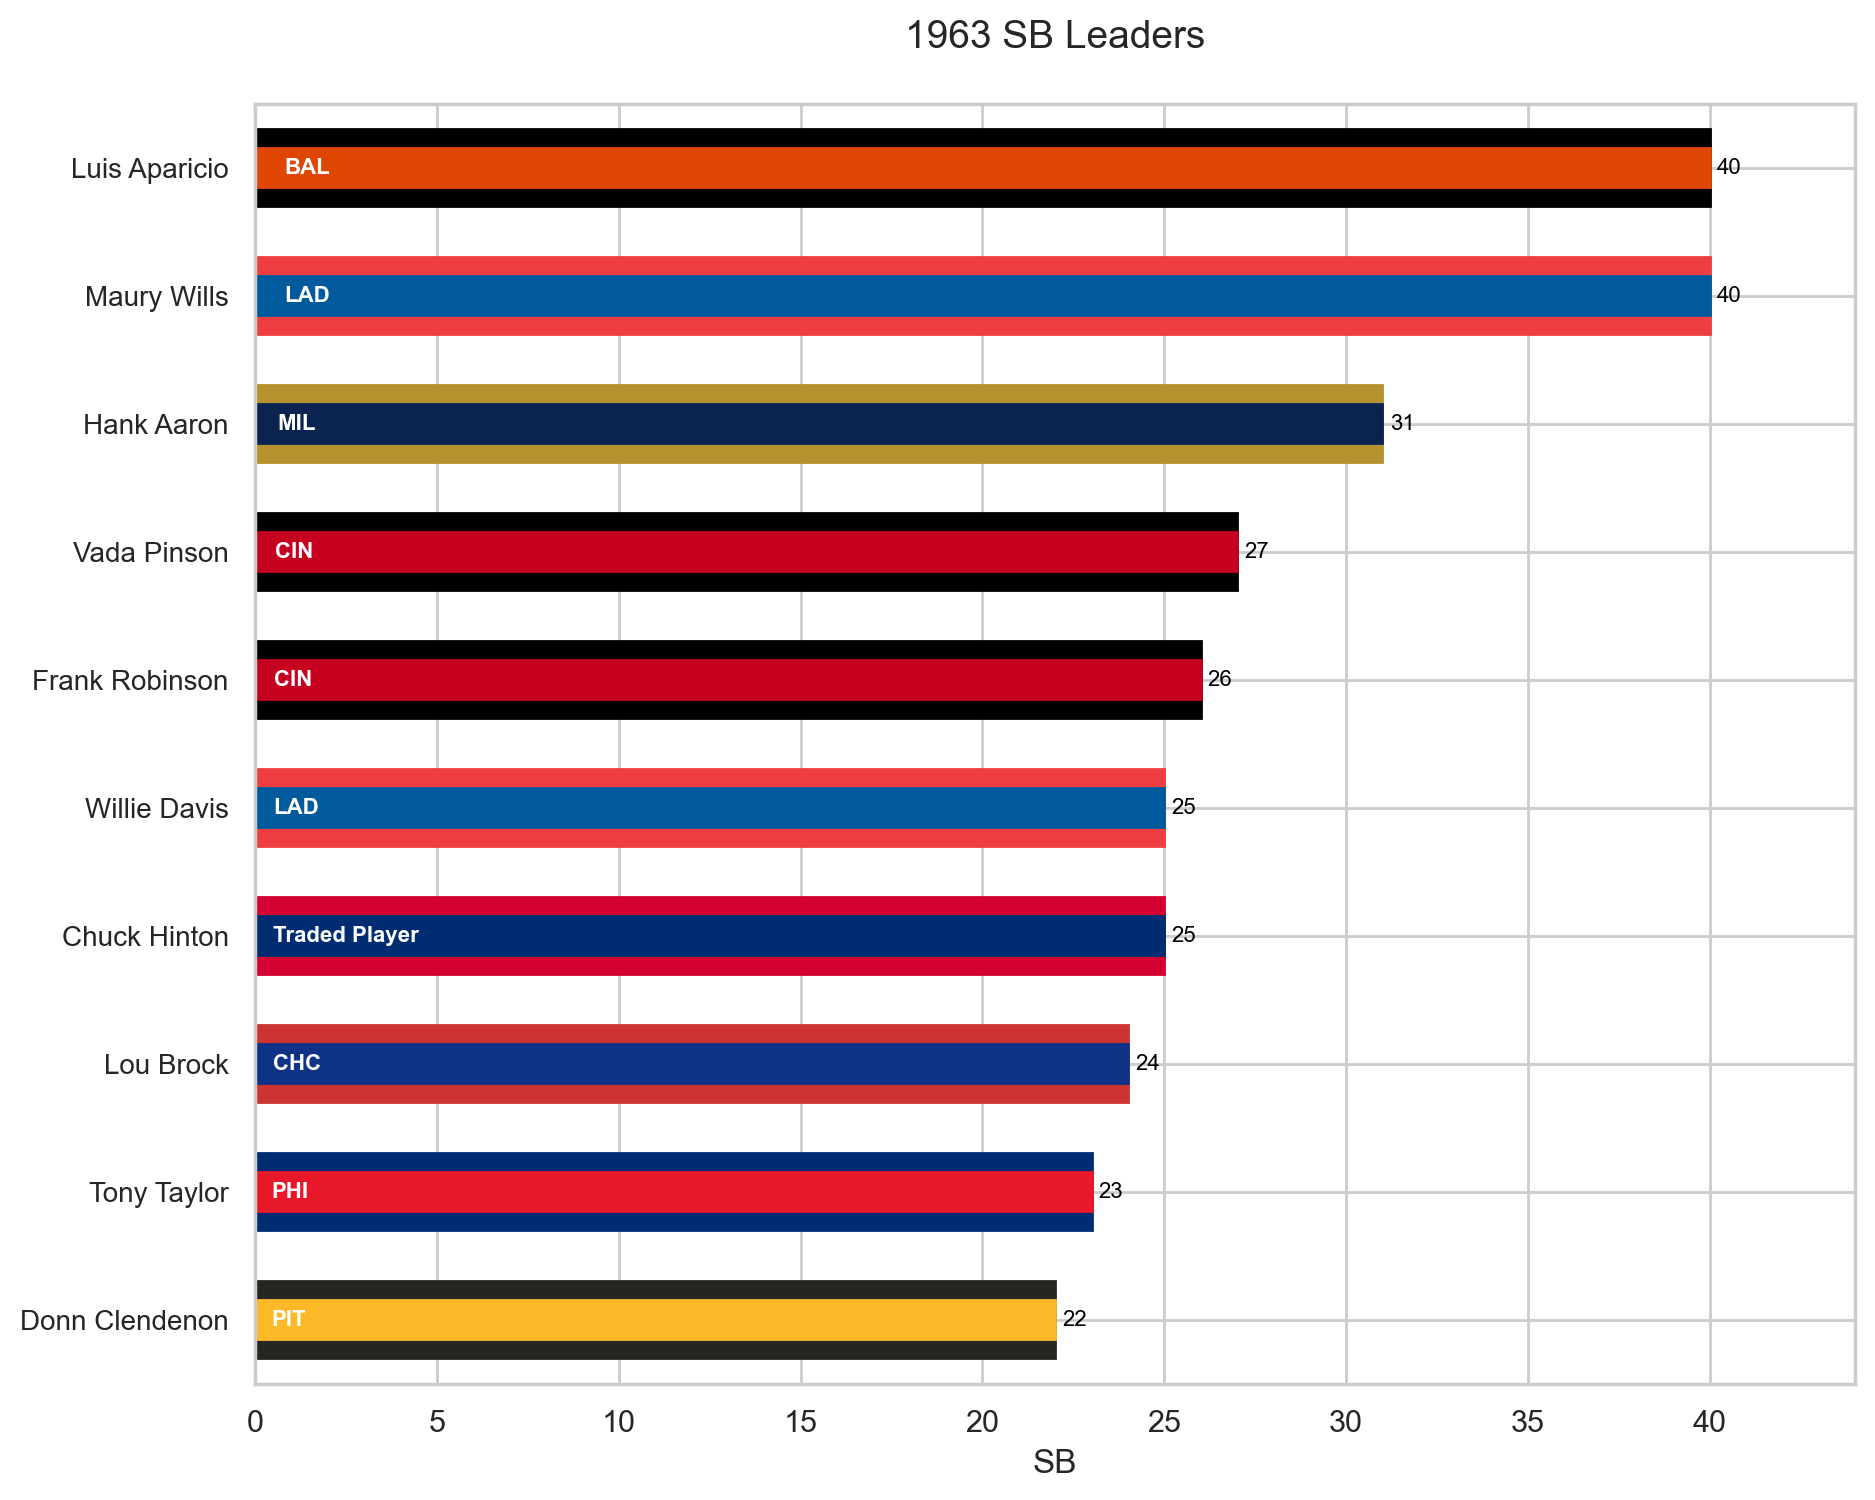 1963 SB Leaders
Luis Aparicio BAL 40
Maury Wills LAD 40
Hank Aaron MIL 31
Vada Pinson CIN 27
Frank Robinson CIN 26
Willie Davis LAD 25
Chuck Hinton Traded Player 25
Lou Brock CHC 24
Tony Taylor PHI 23
Donn Clendenon PIT 22
0 5 10 15 20 25 30 35 40
SB